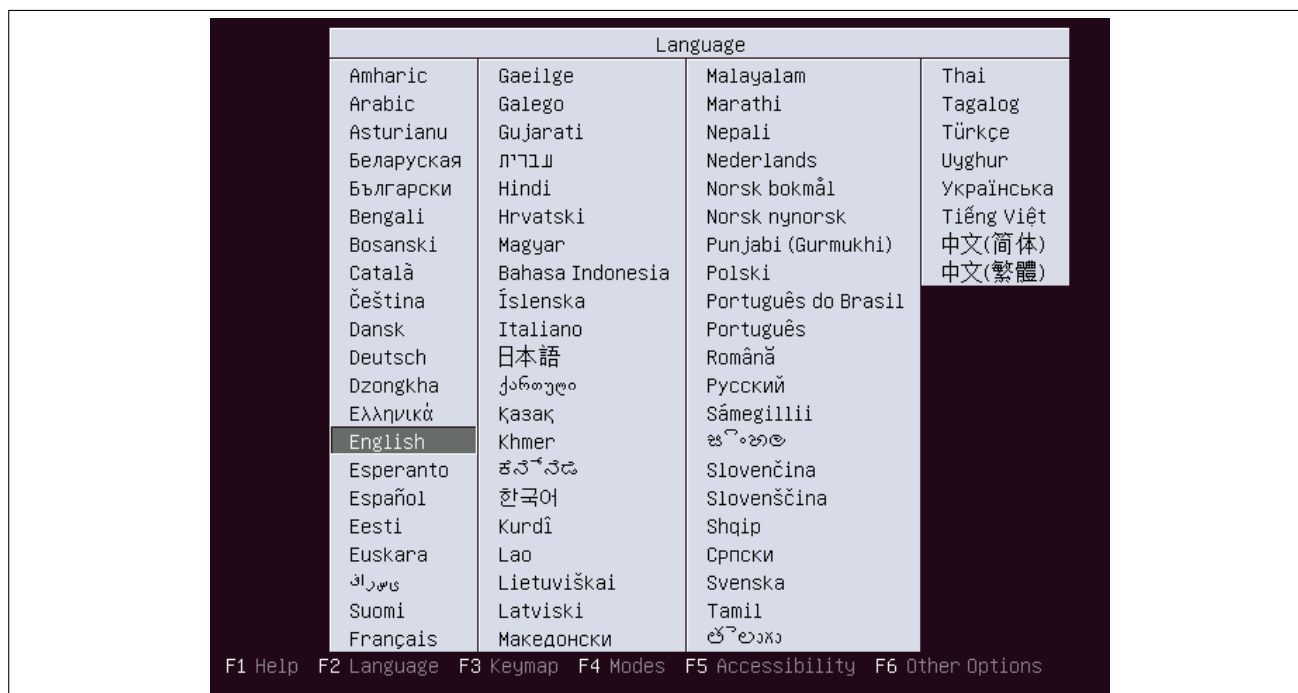 Language
Amharic
Arabic
Asturianu
Беларуская
Български
Bengali
Bosanski
Català
Čeština
Dansk
Deutsch
Dzongkha
Ελληνικά
English
Esperanto
Español
Eesti
Euskara
فارسی
Suomi
Français
Gaeilge
Galego
Gujarati
עברית
Hindi
Hrvatski
Magyar
Bahasa Indonesia
Íslenska
Italiano
日本語
ქართული
Қазақ
Khmer
ಕನ್ನಡ
한국어
Kurdî
Lao
Lietuviškai
Latviski
Македонски
Malayalam
Marathi
Nepali
Nederlands
Norsk bokmål
Norsk nynorsk
Punjabi (Gurmukhi)
Polski
Português do Brasil
Português
Română
Русский
Sámegillii
සිංහල
Slovenčina
Slovenščina
Shqip
Српски
Svenska
Tamil
తెలుగు
Thai
Tagalog
Türkçe
Uyghur
Українська
Tiếng Việt
中文(简体)
中文(繁體)
F1 Help F2 Language F3 Keymap F4 Modes F5 Accessibility F6 Other Options